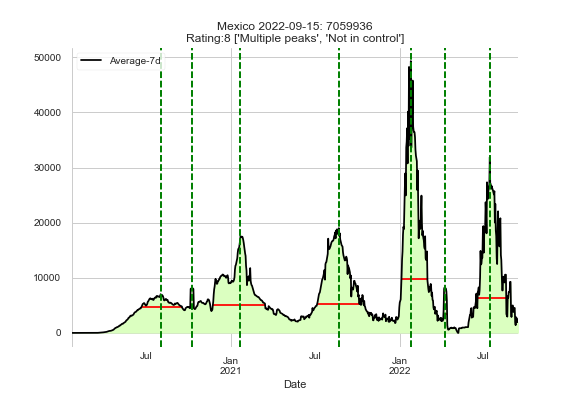 Mexico 2022-09-15: 7059936
Rating:8 ['Multiple peaks', 'Not in control']
Average-7d
50000
40000
30000
20000
10000
0
Jul
Jan
2021
Jul
Jan
2022
Jul
Date